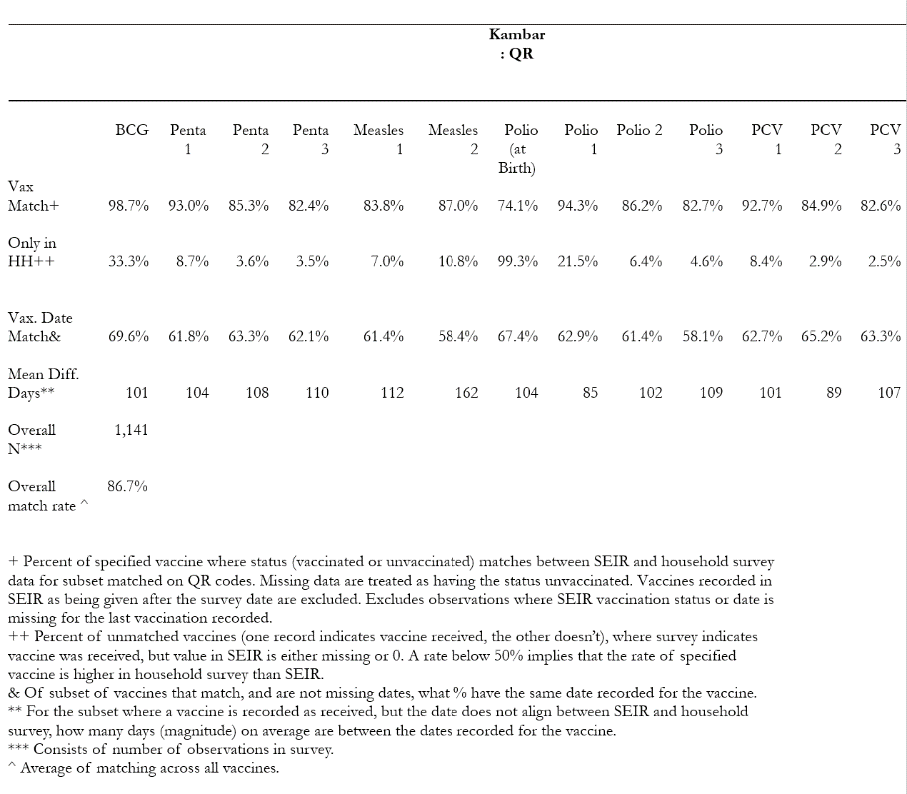 Kambar
: QR
BCG Penta 1 Penta 2 Penta 3 Measles 1 Measles 2 Polio (at Birth) Polio 1 Polio 2 Polio 3 PCV 1 PCV 2 PCV 3
Vax
Match+ 98.7% 93.0% 85.3% 82.4% 83.8% 87.0% 74.1% 94.3% 86.2% 82.7% 92.7% 84.9% 82.6%
Only in
HH++ 33.3% 8.7% 3.6% 3.5% 7.0% 10.8% 99.3% 21.5% 6.4% 4.6% 8.4% 2.9% 2.5%
Vax. Date
Match& 69.6% 61.8% 63.3% 62.1% 61.4% 58.4% 67.4% 62.9% 61.4% 58.1% 62.7% 65.2% 63.3%
Mean Diff.
Days** 101 104 108 110 112 162 104 85 102 109 101 89 107
Overall 1,141
N***
Overall 86.7%
match rate ^
+ Percent of specified vaccine where status (vaccinated or unvaccinated) matches between SEIR and household survey
data for subset matched on QR codes. Missing data are treated as having the status unvaccinated. Vaccines recorded in
SEIR as being given after the survey date are excluded. Excludes observations where SEIR vaccination status or date is
missing for the last vaccination recorded.
++ Percent of unmatched vaccines (one record indicates vaccine received, the other doesn't), where survey indicates
vaccine was received, but value in SEIR is either missing or 0. A rate below 50% implies that the rate of specified
vaccine is higher in household survey than SEIR.
& Of subset of vaccines that match, and are not missing dates, what % have the same date recorded for the vaccine.
** For the subset where a vaccine is recorded as received, but the date does not align between SEIR and household
survey, how many days (magnitude) on average are between the dates recorded for the vaccine.
*** Consists of number of observations in survey.
^ Average of matching across all vaccines.